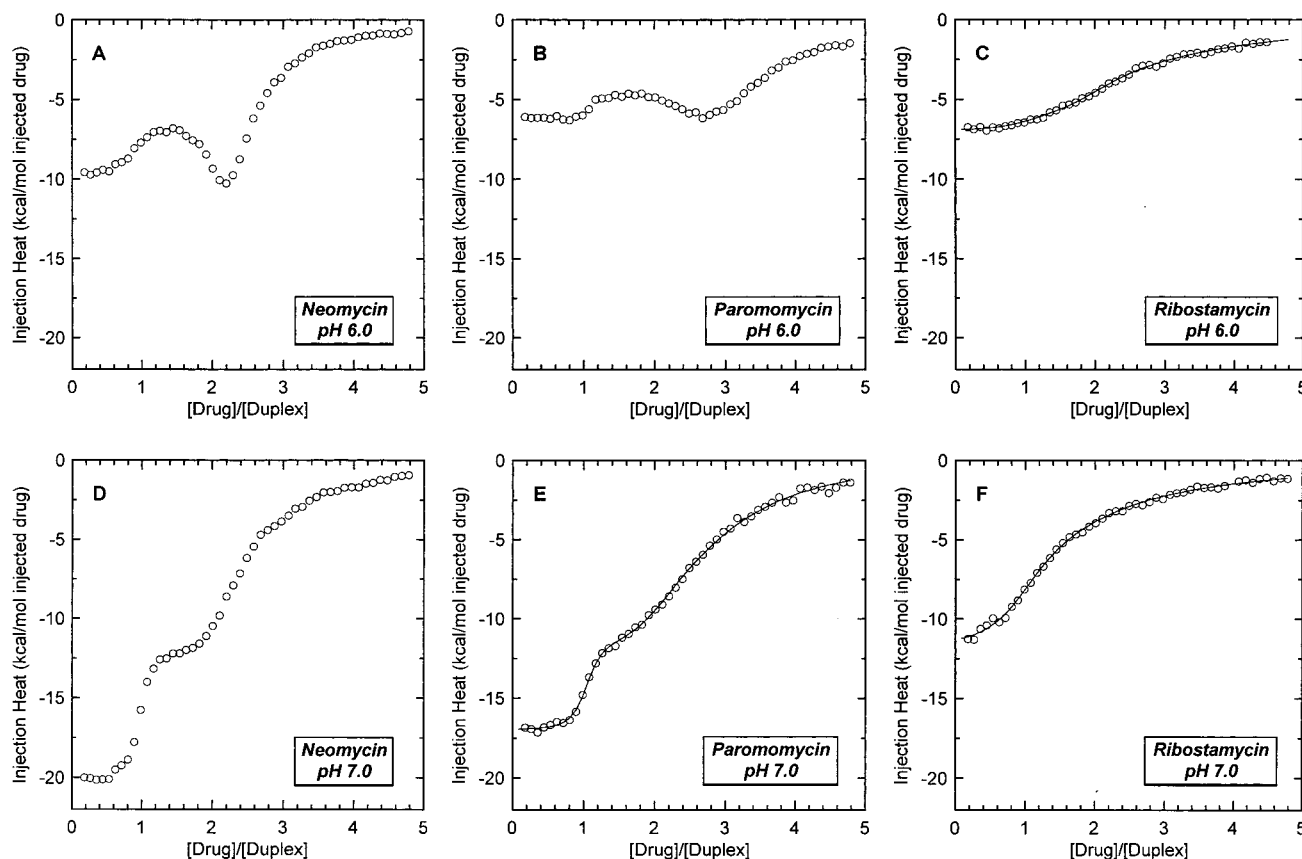 A
Injection Heat (kcal/mol injected drug)
0
-5
-10
-15
-20
Neomycin
pH 6.0
0 1 2 3 4 5
[Drug]/[Duplex]
B
Injection Heat (kcal/mol injected drug)
0
-5
-10
-15
-20
Paromomycin
pH 6.0
0 1 2 3 4 5
[Drug]/[Duplex]
C
Injection Heat (kcal/mol injected drug)
0
-5
-10
-15
-20
Ribostamycin
pH 6.0
0 1 2 3 4 5
[Drug]/[Duplex]
D
Injection Heat (kcal/mol injected drug)
0
-5
-10
-15
-20
Neomycin
pH 7.0
0 1 2 3 4 5
[Drug]/[Duplex]
E
Injection Heat (kcal/mol injected drug)
0
-5
-10
-15
-20
Paromomycin
pH 7.0
0 1 2 3 4 5
[Drug]/[Duplex]
F
Injection Heat (kcal/mol injected drug)
0
-5
-10
-15
-20
Ribostamycin
pH 7.0
0 1 2 3 4 5
[Drug]/[Duplex]